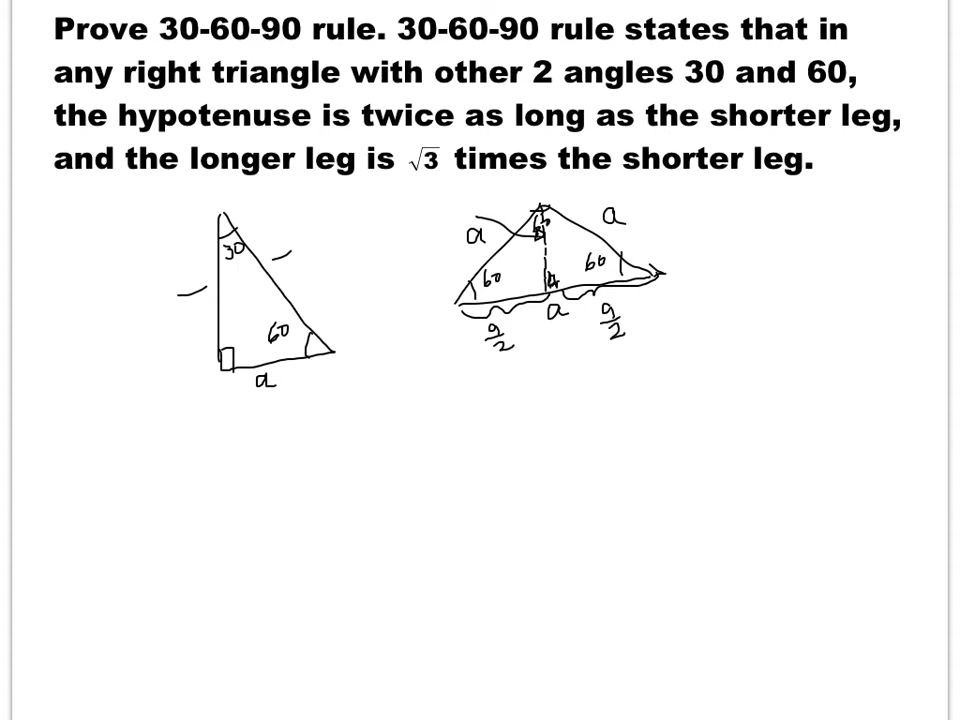 Prove 30-60-90 rule. 30-60-90 rule states that in
any right triangle with other 2 angles 30 and 60,
the hypotenuse is twice as long as the shorter leg,
and the longer leg is √3 times the shorter leg.
30
60
a
a
a
60
60
a
a/2
a/2